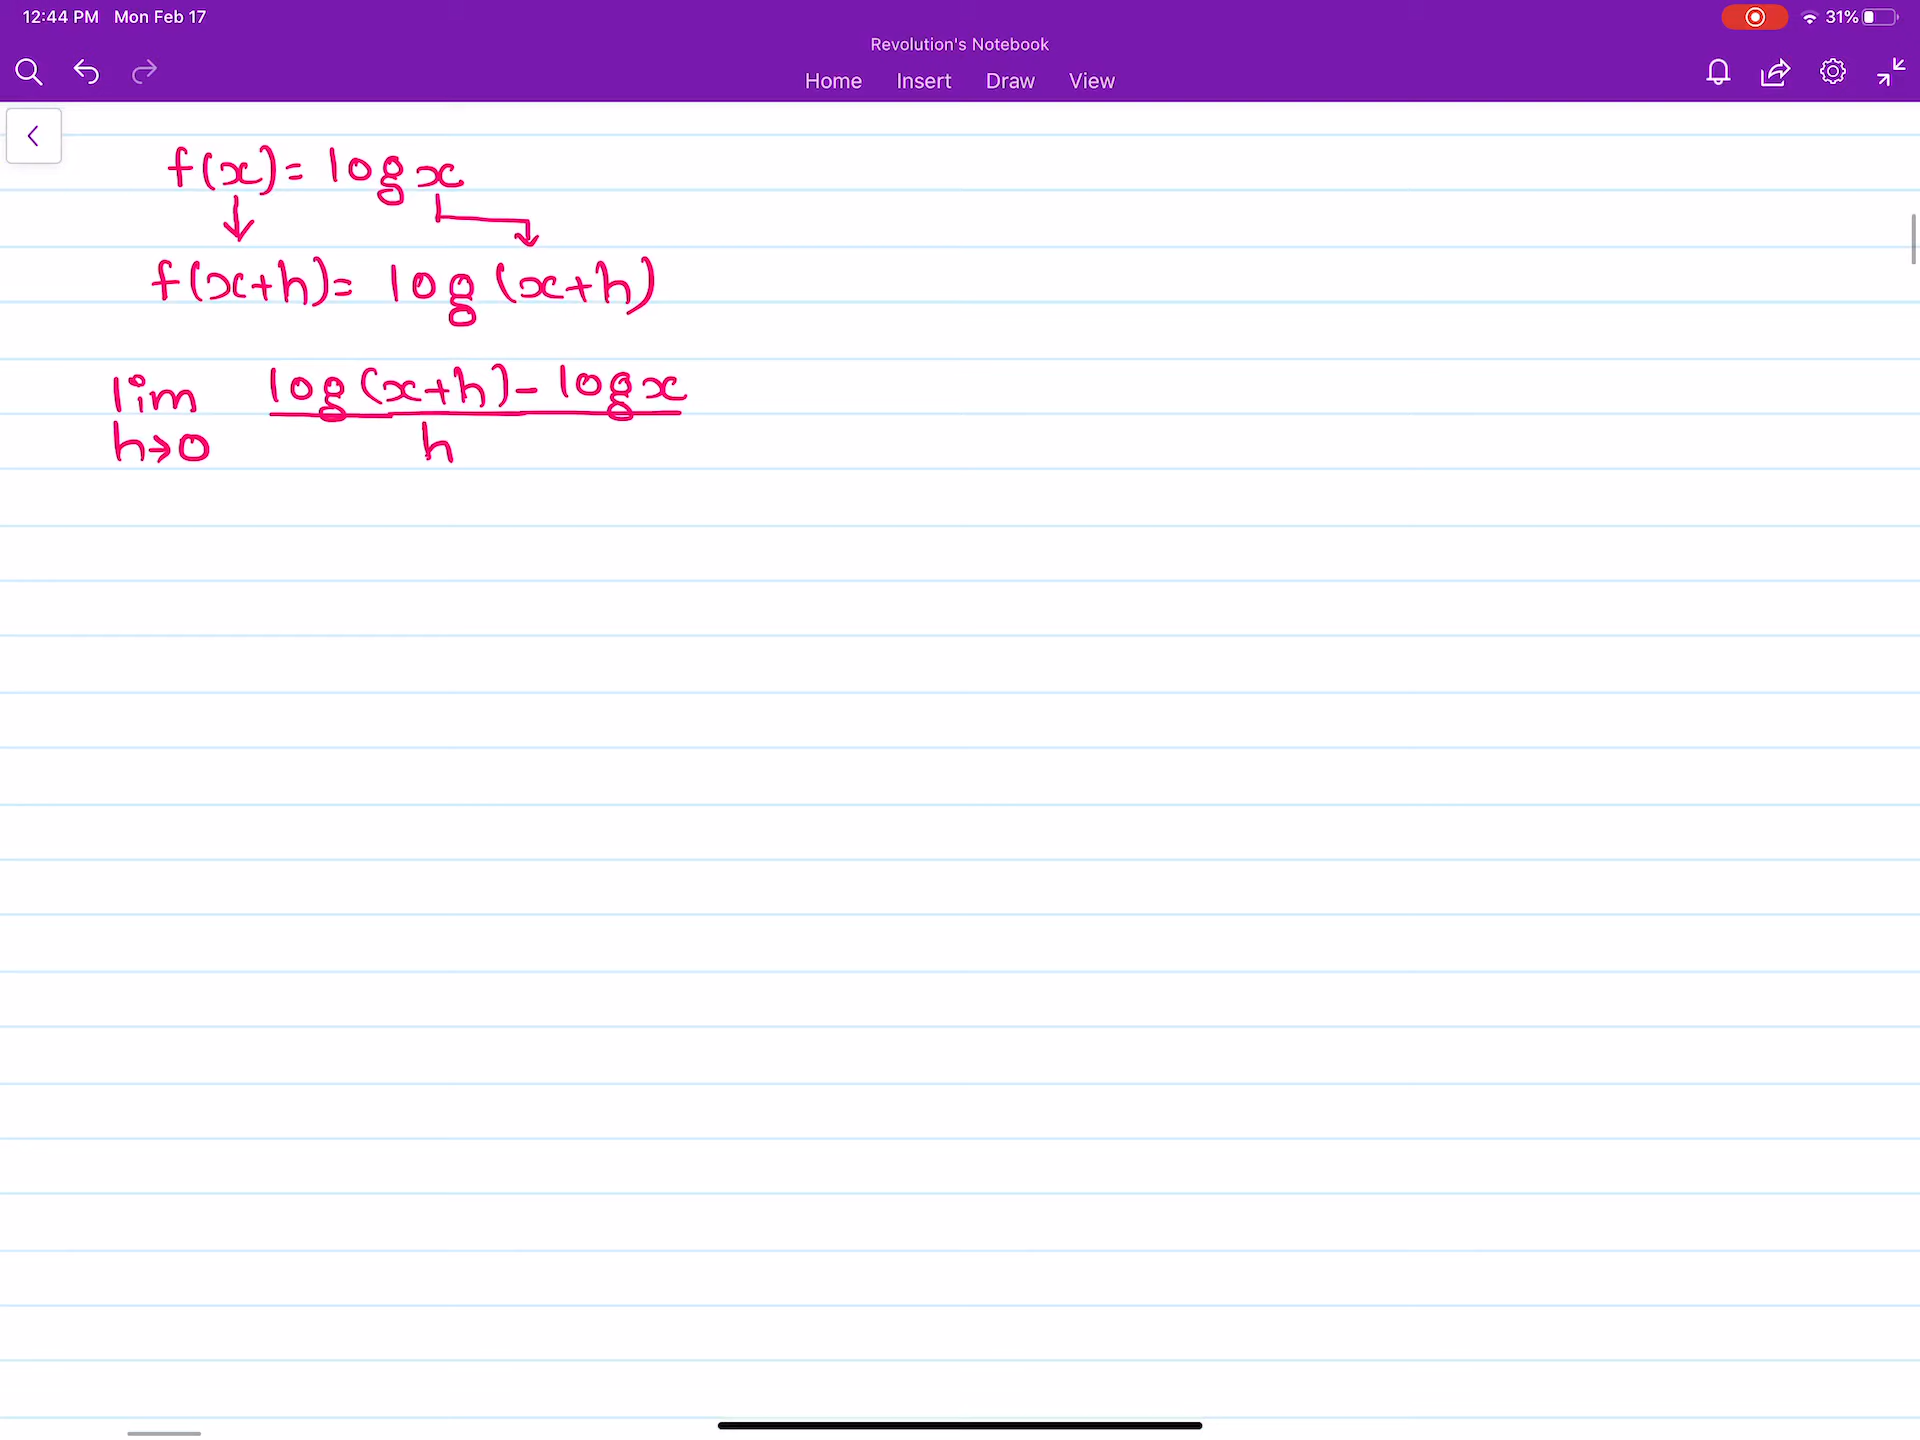 12:44 PM Mon Feb 17
31%
Revolution's Notebook
Home Insert Draw View
f(x)= log x
f(x+h)= log (x+h)
lim log(x+h)- log x
h→0 h